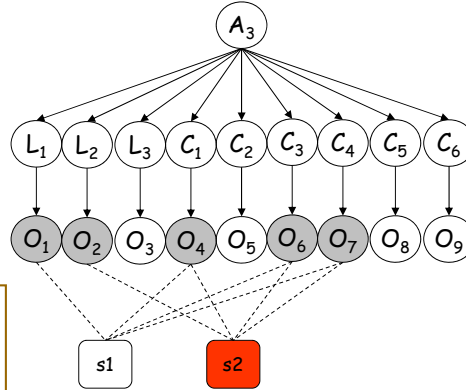 A₃
L₁ L₂ L₃ C₁ C₂ C₃ C₄ C₅ C₆
O₁ O₂ O₃ O₄ O₅ O₆ O₇ O₈ O₉
s1 s2